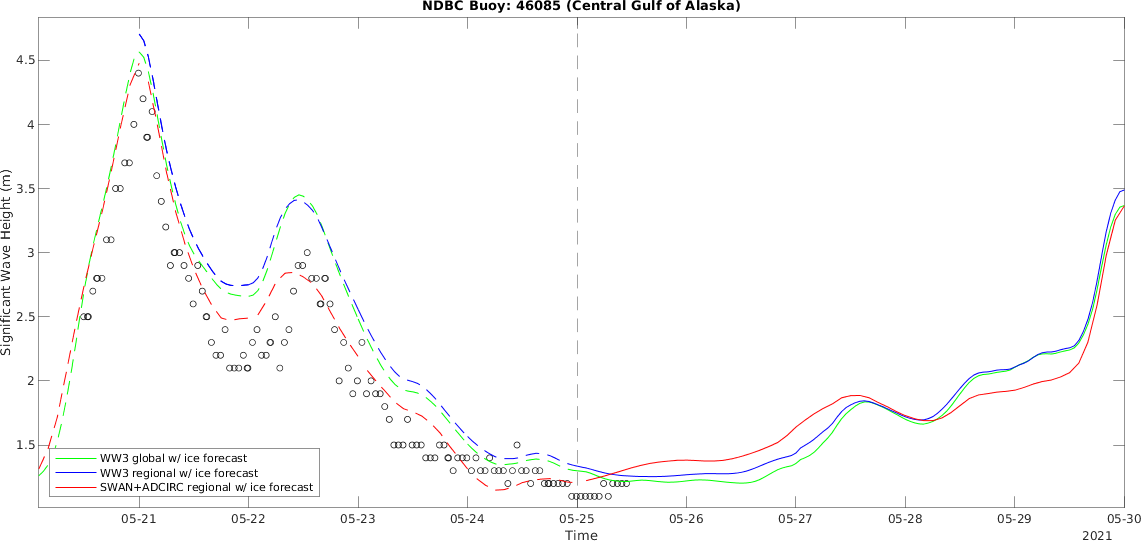 NDBC Buoy: 46085 (Central Gulf of Alaska)
4.5
4
3.5
3
2.5
2
1.5
Significant Wave Height (m)
WW3 global w/ ice forecast
WW3 regional w/ ice forecast
SWAN+ADCIRC regional w/ ice forecast
05-21 05-22 05-23 05-24 05-25 05-26 05-27 05-28 05-29 05-30
Time
2021